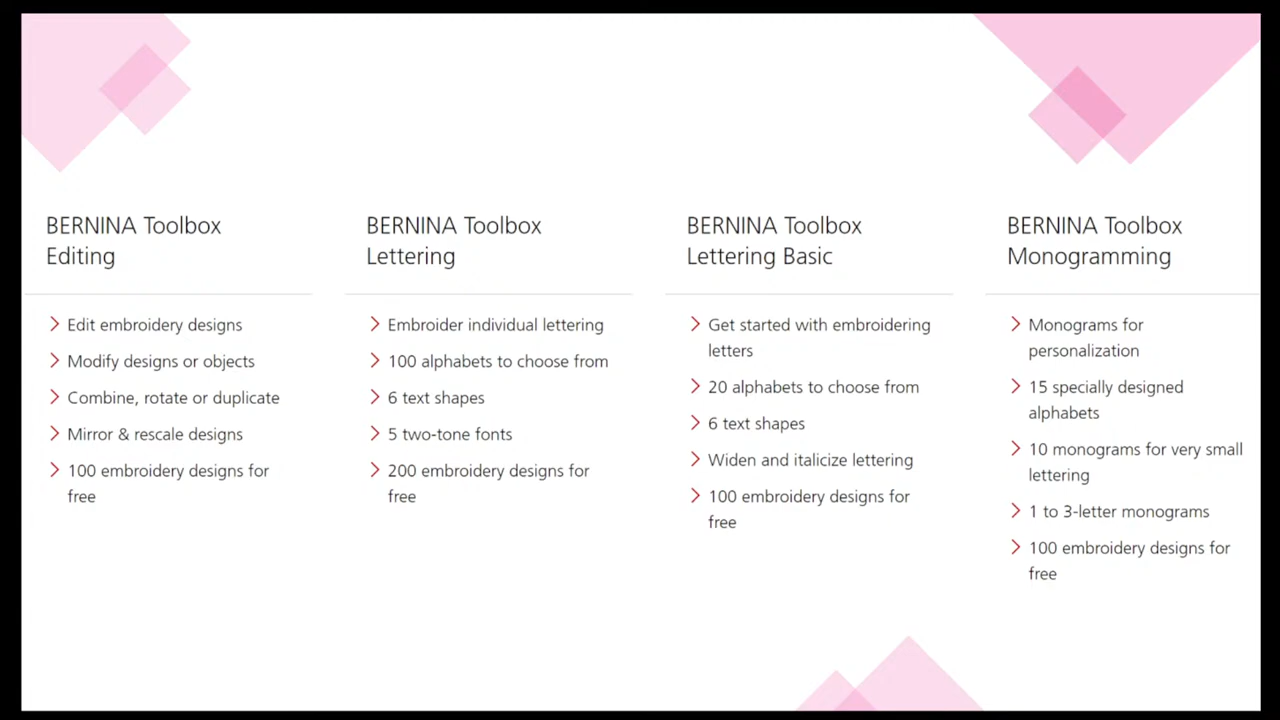 BERNINA Toolbox
Editing
Edit embroidery designs
Modify designs or objects
Combine, rotate or duplicate
Mirror & rescale designs
100 embroidery designs for
free
BERNINA Toolbox
Lettering
Embroider individual lettering
100 alphabets to choose from
6 text shapes
5 two-tone fonts
200 embroidery designs for
free
BERNINA Toolbox
Lettering Basic
Get started with embroidering
letters
20 alphabets to choose from
6 text shapes
Widen and italicize lettering
100 embroidery designs for
free
BERNINA Toolbox
Monogramming
Monograms for
personalization
15 specially designed
alphabets
10 monograms for very small
lettering
1 to 3-letter monograms
100 embroidery designs for
free